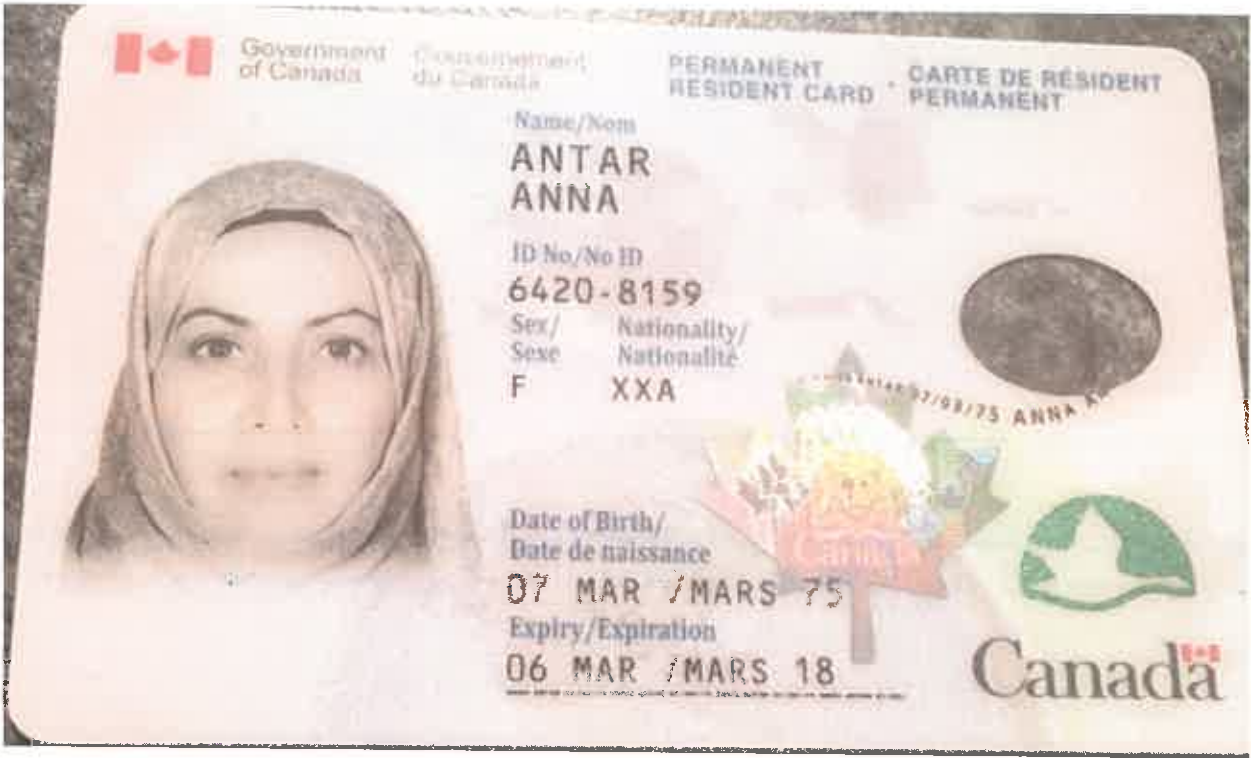 Government
of Canada
Gouvernement
du Canada
PERMANENT
RESIDENT CARD
CARTE DE RÉSIDENT
PERMANENT
Name/Nom
ANTAR
ANNA
ID No/No ID
6420-8159
Sex/
Sexe
Nationality/
Nationalité
F XXA
07/03/75 ANNA
Date of Birth/
Date de naissance
07 MAR /MARS 75
Expiry/Expiration
06 MAR /MARS 18
Canada
Canada